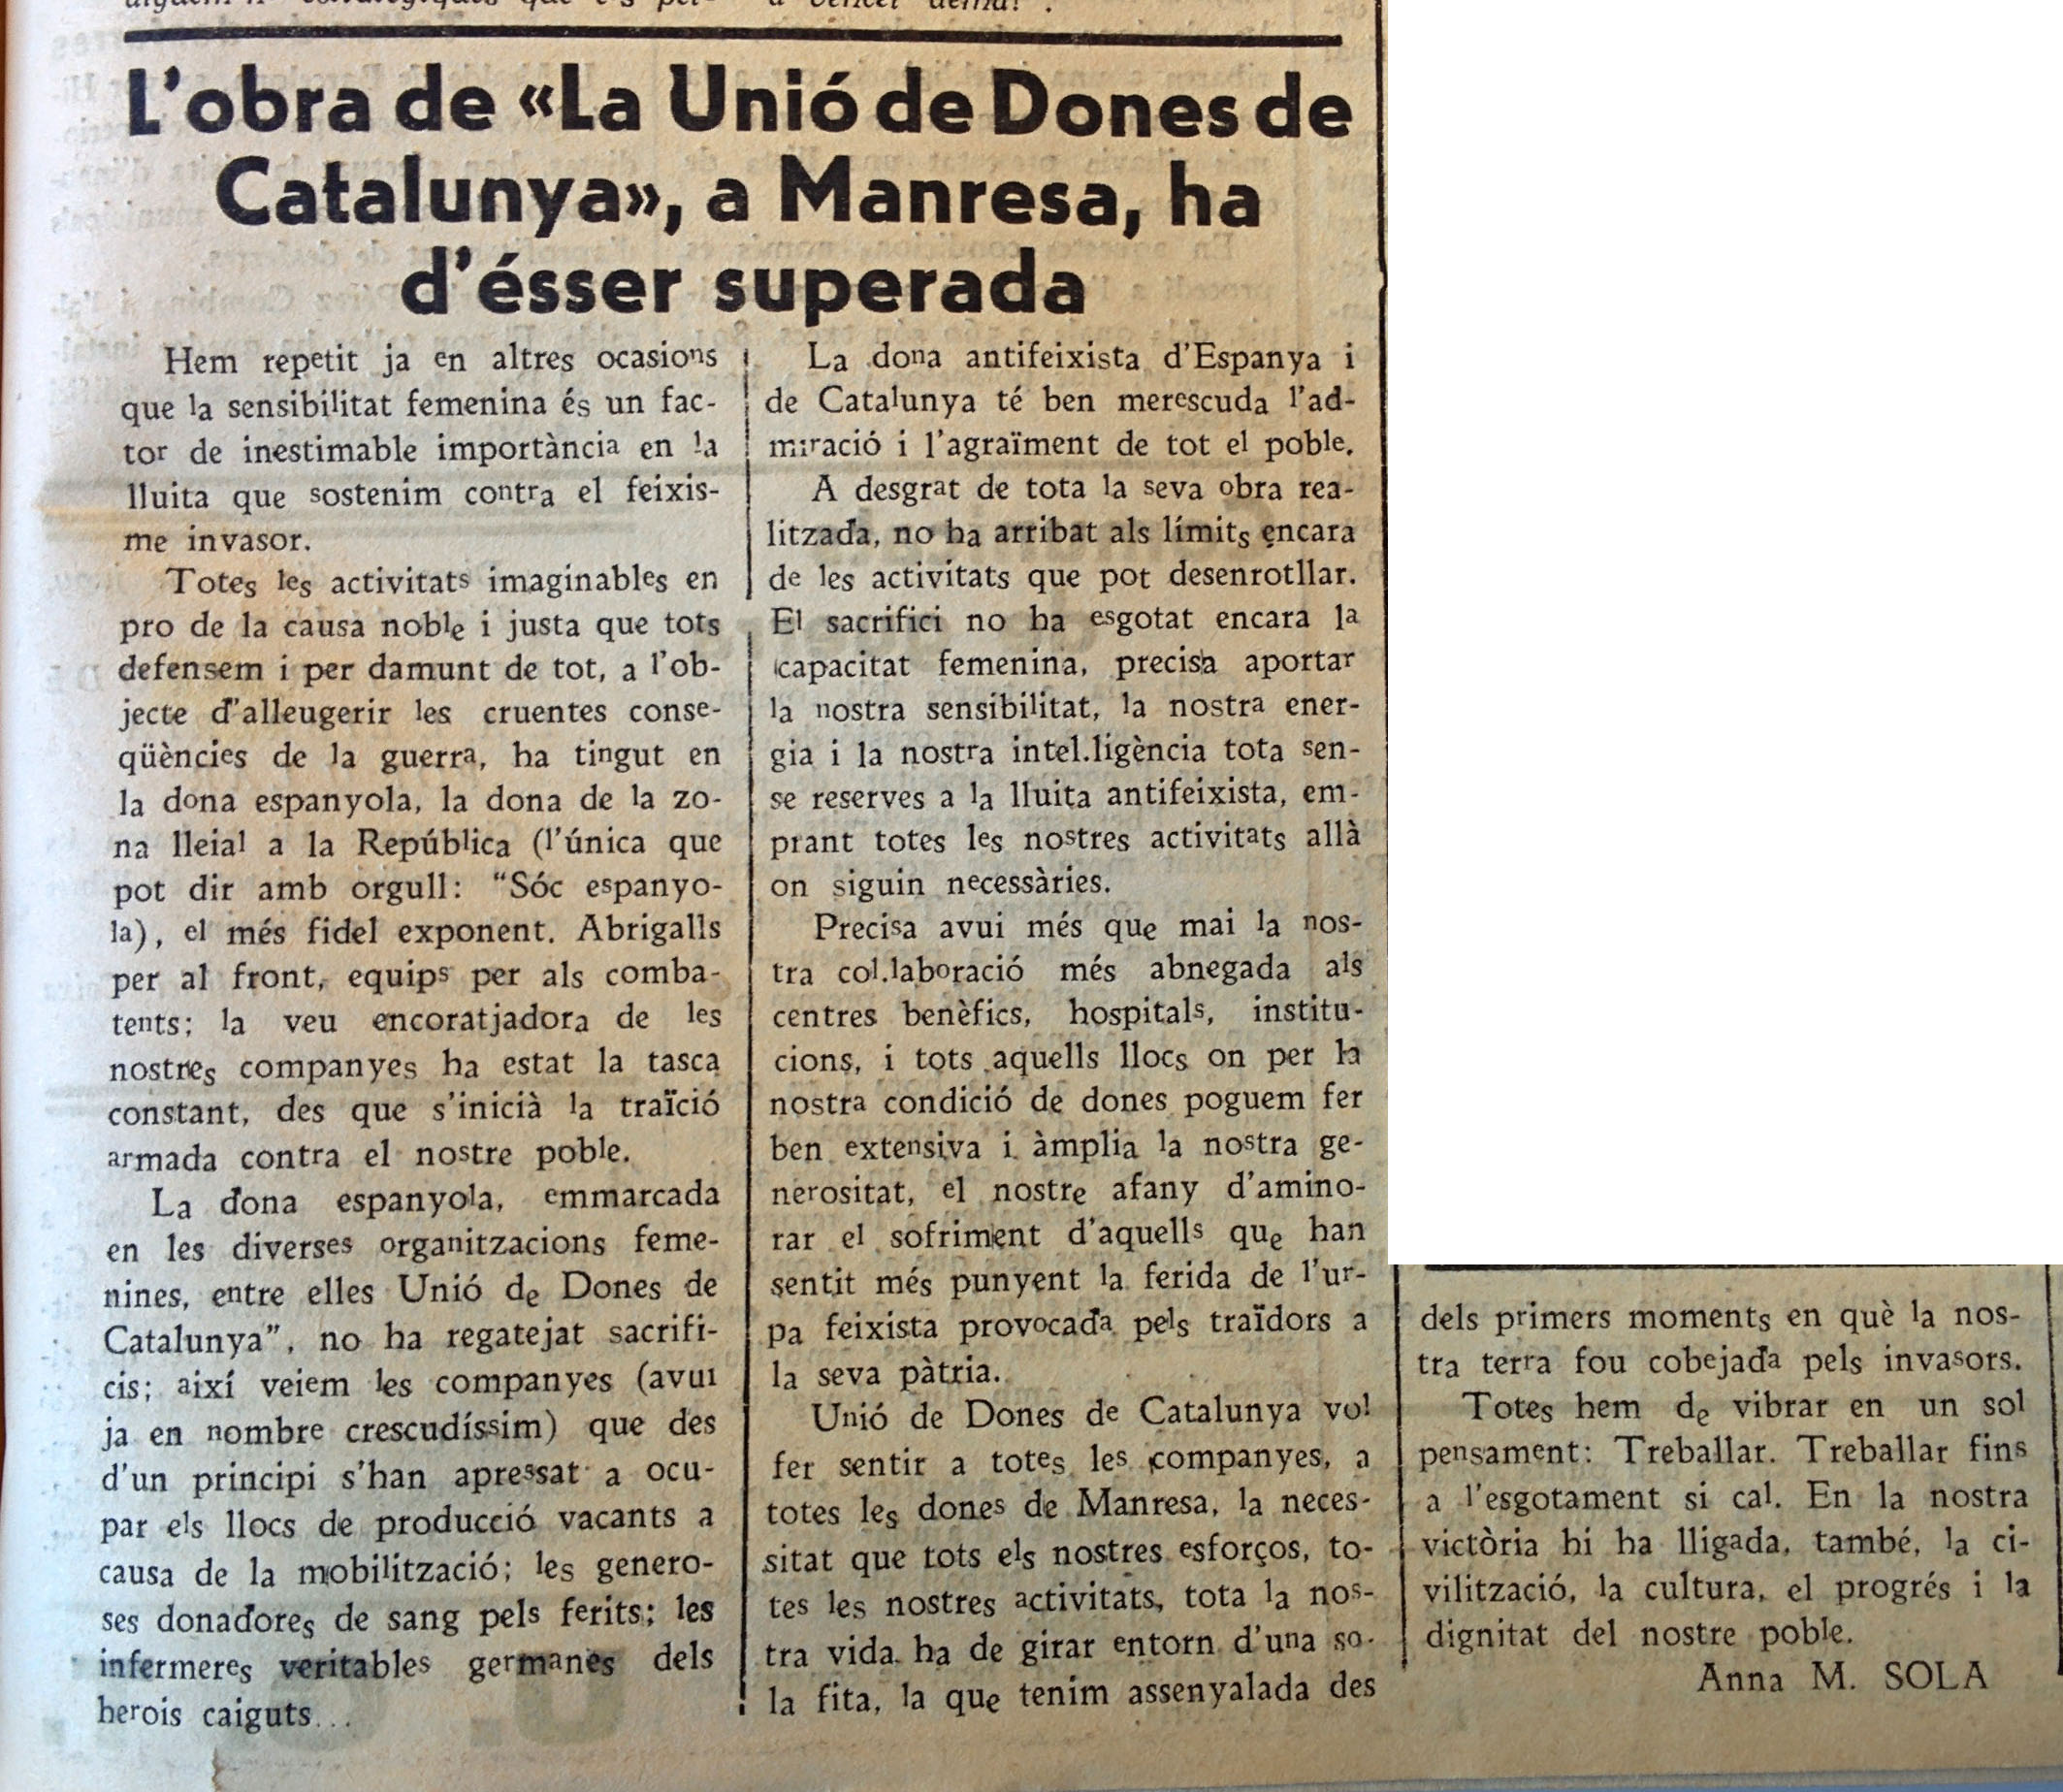 L'obra de «La Unió de Dones de
Catalunya», a Manresa, ha
d'ésser superada
Hem repetit ja en altres ocasions
que la sensibilitat femenina és un fac-
tor de inestimable importància en la
lluita que sostenim contra el feixis-
me invasor.
Totes les activitats imaginables en
pro de la causa noble i justa que tots
defensem i per damunt de tot, a l'ob-
jecte d'alleugerir les cruentes conse-
qüències de la guerra, ha tingut en
la dona espanyola, la dona de la zo-
na lleial a la República (l'única que
pot dir amb orgull: “Sóc espanyo-
la), el més fidel exponent. Abrigalls
per al front, equips per als comba-
tents; la veu encoratjadora de les
nostres companyes ha estat la tasca
constant, des que s'inicià la traïció
armada contra el nostre poble.
La dona espanyola, emmarcada
en les diverses organitzacions feme-
nines, entre elles Unió de Dones de
Catalunya”, no ha regatejat sacrifi-
cis; així veiem les companyes (avui
ja en nombre crescudíssim) que des
d'un principi s'han apressat a ocu-
par els llocs de producció vacants a
causa de la mobilització; les genero-
ses donadores de sang pels ferits; les
infermeres veritables germanes dels
herois caiguts...
La dona antifeixista d'Espanya i
de Catalunya té ben merescuda l'ad-
miració i l'agraïment de tot el poble.
A desgrat de tota la seva obra rea-
litzada, no ha arribat als límits encara
de les activitats que pot desenrotllar.
El sacrifici no ha esgotat encara la
capacitat femenina, precisa aportar
la nostra sensibilitat, la nostra ener-
gia i la nostra intel.ligència tota sen-
se reserves a la lluita antifeixista, em-
prant totes les nostres activitats allà
on siguin necessàries.
Precisa avui més que mai la nos-
tra col.laboració més abnegada als
centres benèfics, hospitals, institu-
cions, i tots aquells llocs on per la
nostra condició de dones poguem fer
ben extensiva i àmplia la nostra ge-
nerositat, el nostre afany d'amino-
rar el sofriment d'aquells que han
sentit més punyent la ferida de l'ur-
pa feixista provocada pels traïdors a
la seva pàtria.
Unió de Dones de Catalunya vol
fer sentir a totes les companyes, a
totes les dones de Manresa, la neces-
sitat que tots els nostres esforços, to-
tes les nostres activitats, tota la nos-
tra vida ha de girar entorn d'una so-
la fita, la que tenim assenyalada des
dels primers moments en què la nos-
tra terra fou cobejada pels invasors.
Totes hem de vibrar en un sol
pensament: Treballar. Treballar fins
a l'esgotament si cal. En la nostra
victòria hi ha lligada, també, la ci-
vilització, la cultura, el progrés i la
dignitat del nostre poble.
Anna M. SOLA